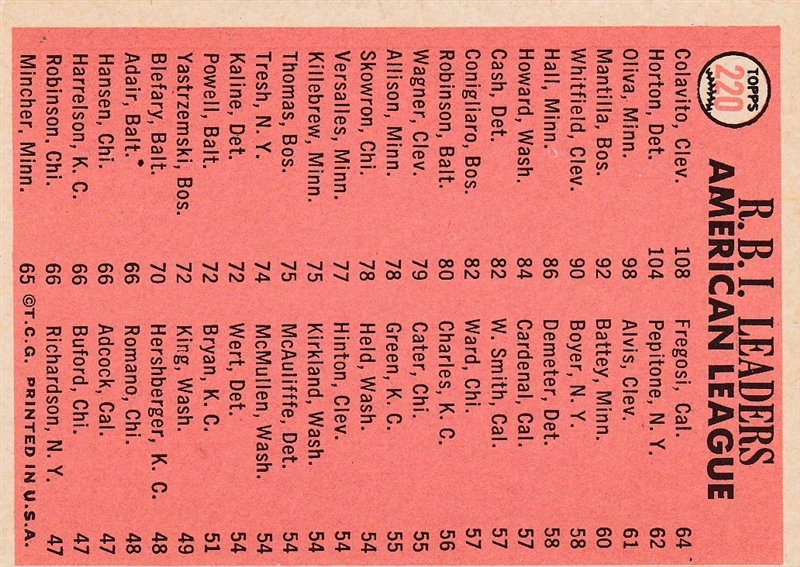 TOPPS
220
R. B. I. LEADERS
AMERICAN LEAGUE
Colavito, Clev. 108 Fregosi, Cal. 64
Horton, Det. 104 Pepitone, N. Y. 62
Oliva, Minn. 98 Alvis, Clev. 61
Mantilla, Bos. 92 Battey, Minn. 60
Whitfield, Clev. 90 Boyer, N. Y. 58
Hall, Minn. 86 Demeter, Det. 58
Howard, Wash. 84 Cardenal, Cal. 57
Cash, Det. 82 W. Smith, Cal. 57
Conigliaro, Bos. 82 Ward, Chi. 57
Robinson, Balt. 80 Charles, K. C. 56
Wagner, Clev. 79 Cater, Chi. 55
Allison, Minn. 78 Green, K. C. 55
Skowron, Chi. 78 Held, Wash. 54
Versalles, Minn. 77 Hinton, Clev. 54
Killebrew, Minn. 75 Kirkland, Wash. 54
Thomas, Bos. 75 McAulifffe, Det. 54
Tresh, N. Y. 74 McMullen, Wash. 54
Kaline, Det. 72 Wert, Det. 54
Powell, Balt. 72 Bryan, K. C. 51
Yastrzemski, Bos. 72 King, Wash. 49
Blefary, Balt. 70 Hershberger, K. C. 48
Adair, Balt. 66 Romano, Chi. 48
Hansen, Chi. 66 Adcock, Cal. 47
Harrelson, K. C. 66 Buford, Chi. 47
Robinson, Chi. 66 Richardson, N. Y. 47
Mincher, Minn. 65 ©T.C.G. PRINTED IN U.S.A.